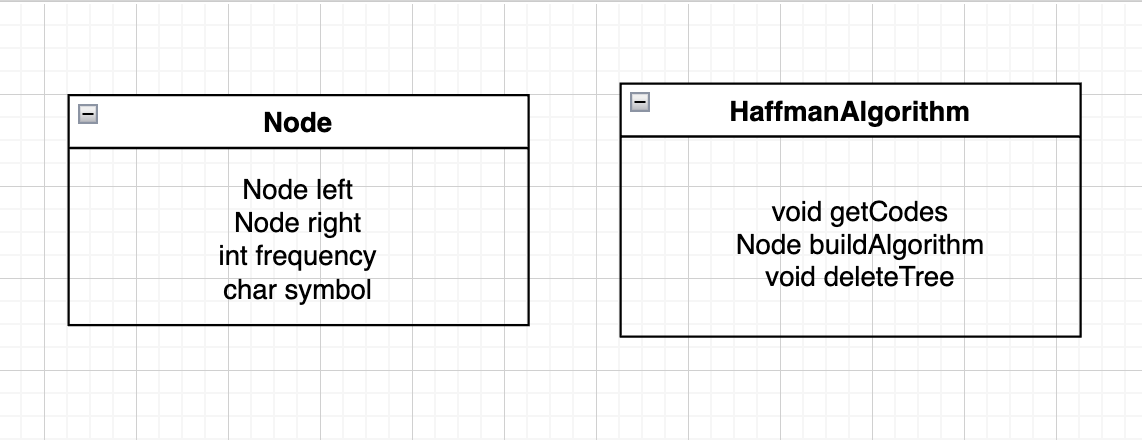 Node
Node left
Node right
int frequency
char symbol
HaffmanAlgorithm
void getCodes
Node buildAlgorithm
void deleteTree